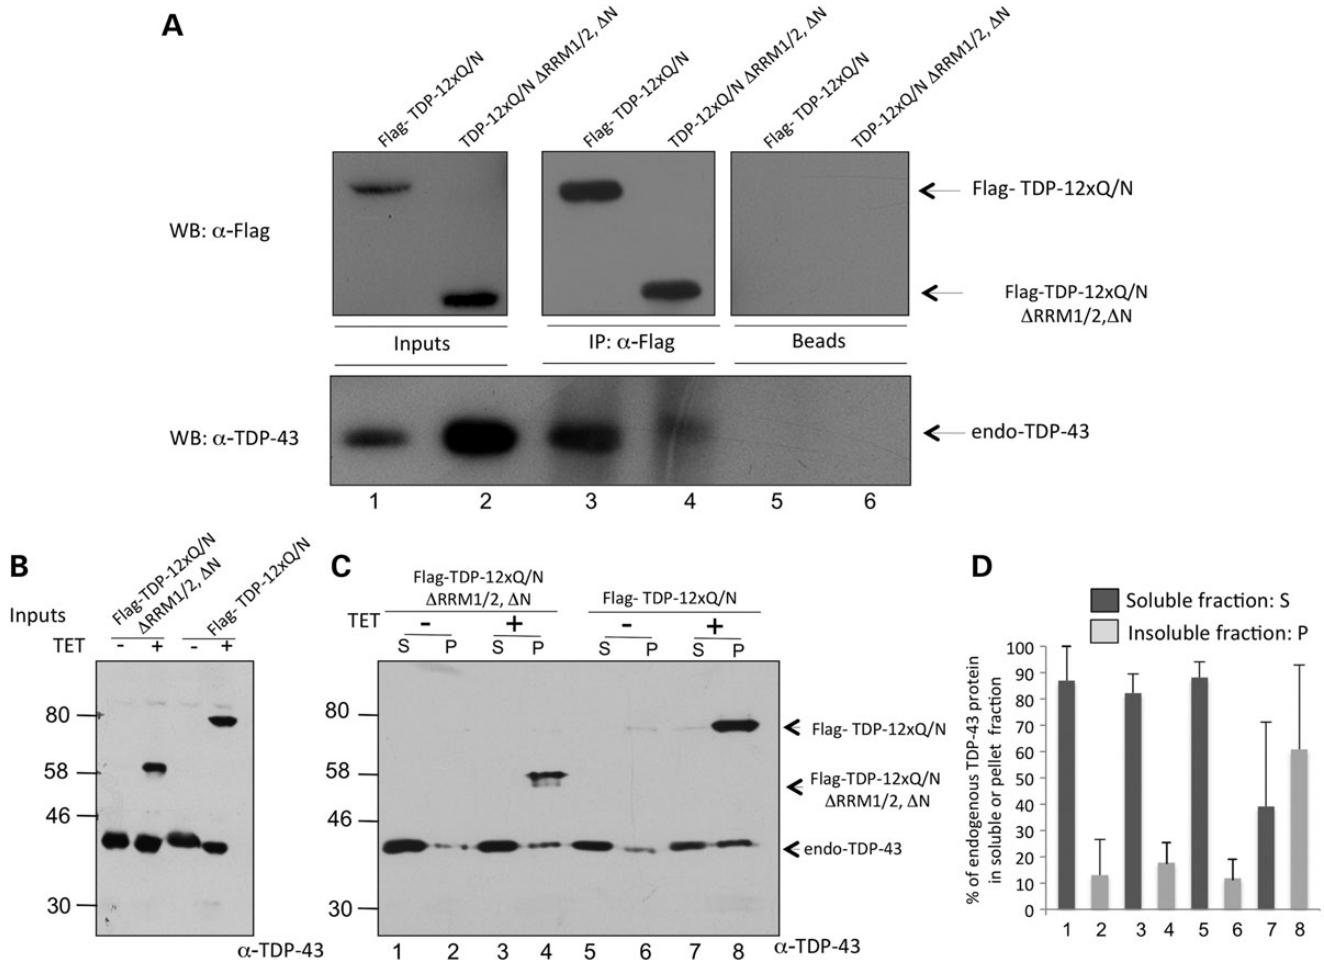 A
Flag- TDP-12xQ/N
TDP-12xQ/N ΔRRM1/2, ΔN
Flag- TDP-12xQ/N
TDP-12xQ/N ΔRRM1/2, ΔN
Flag- TDP-12xQ/N
TDP-12xQ/N ΔRRM1/2, ΔN
WB: α-Flag
Flag- TDP-12xQ/N
Flag-TDP-12xQ/N
ΔRRM1/2,ΔN
Inputs
IP: α-Flag
Beads
WB: α-TDP-43
endo-TDP-43
1 2 3 4 5 6
B
Flag-TDP-12xQ/N
ΔRRM1/2, ΔN
Flag-TDP-12xQ/N
Inputs
TET - + - +
80
58
46
30
α-TDP-43
C
Flag-TDP-12xQ/N
ΔRRM1/2, ΔN
Flag- TDP-12xQ/N
TET - + - +
S P S P S P S P
80
58
46
30
Flag- TDP-12xQ/N
Flag-TDP-12xQ/N
ΔRRM1/2, ΔN
endo-TDP-43
1 2 3 4 5 6 7 8
α-TDP-43
D
Soluble fraction: S
Insoluble fraction: P
% of endogenous TDP-43 protein
in soluble or pellet fraction
100
90
80
70
60
50
40
30
20
10
0
1 2 3 4 5 6 7 8